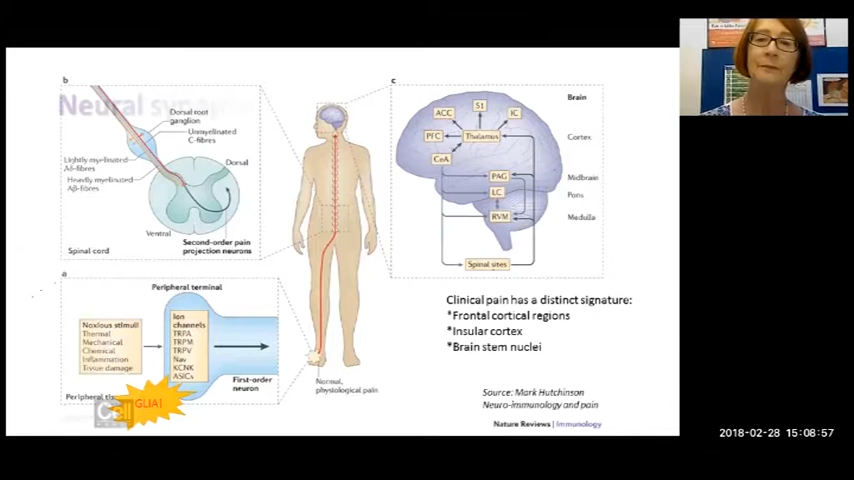 b
Neural synap
Dorsal root
ganglion
Unmyelinated
C-fibres
Lightly myelinated
Aδ-fibres
Heavily myelinated
Aβ-fibres
Dorsal
Ventral
Second-order pain
projection neurons
Spinal cord
a
Peripheral terminal
Noxious stimuli
Thermal
Mechanical
Chemical
Inflammation
Tissue damage
Ion
channels
TRPA
TRPM
TRPV
Nav
KCNK
ASICs
First-order
neuron
Peripheral tis
GLIA!
Normal,
physiological pain
c
Brain
ACC
S1
IC
PFC
Thalamus
Cortex
CeA
PAG
Midbrain
LC
Pons
RVM
Medulla
Spinal sites
Clinical pain has a distinct signature:
*Frontal cortical regions
*Insular cortex
*Brain stem nuclei
Source: Mark Hutchinson
Neuro-immunology and pain
Nature Reviews | Immunology
2018-02-28 15:08:57